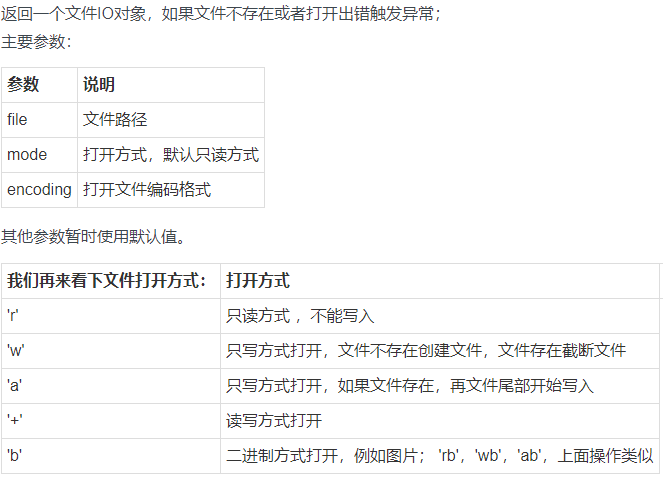 返回一个文件IO对象，如果文件不存在或者打开出错触发异常；
主要参数：
参数 说明
file 文件路径
mode 打开方式，默认只读方式
encoding 打开文件编码格式
其他参数暂时使用默认值。
我们再来看下文件打开方式： 打开方式
'r' 只读方式 ，不能写入
'w' 只写方式打开，文件不存在创建文件，文件存在截断文件
'a' 只写方式打开，如果文件存在，再文件尾部开始写入
'+' 读写方式打开
'b' 二进制方式打开，例如图片； 'rb'，'wb'，'ab'，上面操作类似